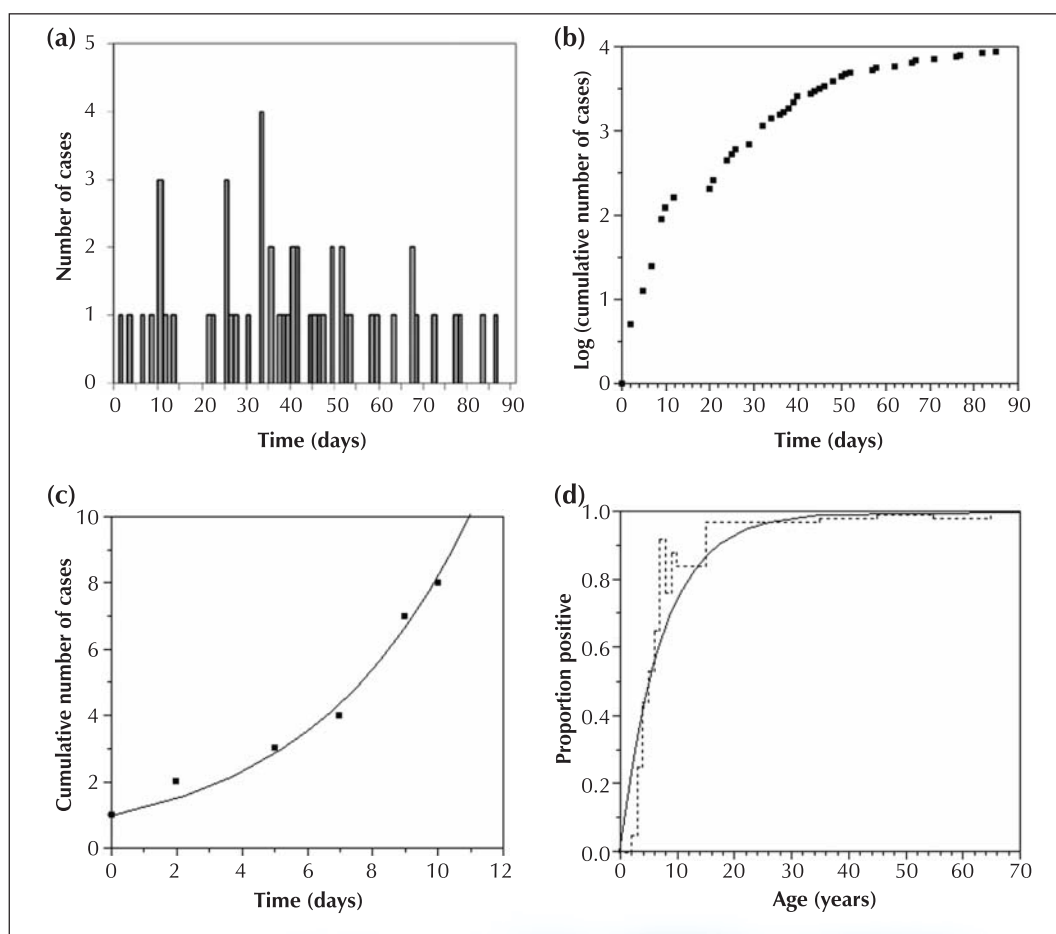 (a)
5
4
3
2
1
0
Number of cases
0 10 20 30 40 50 60 70 80 90
Time (days)
(b)
4
3
2
1
0
Log (cumulative number of cases)
0 10 20 30 40 50 60 70 80 90
Time (days)
(c)
10
8
6
4
2
0
Cumulative number of cases
0 2 4 6 8 10 12
Time (days)
(d)
1.0
0.8
0.6
0.4
0.2
0.0
Proportion positive
0 10 20 30 40 50 60 70
Age (years)